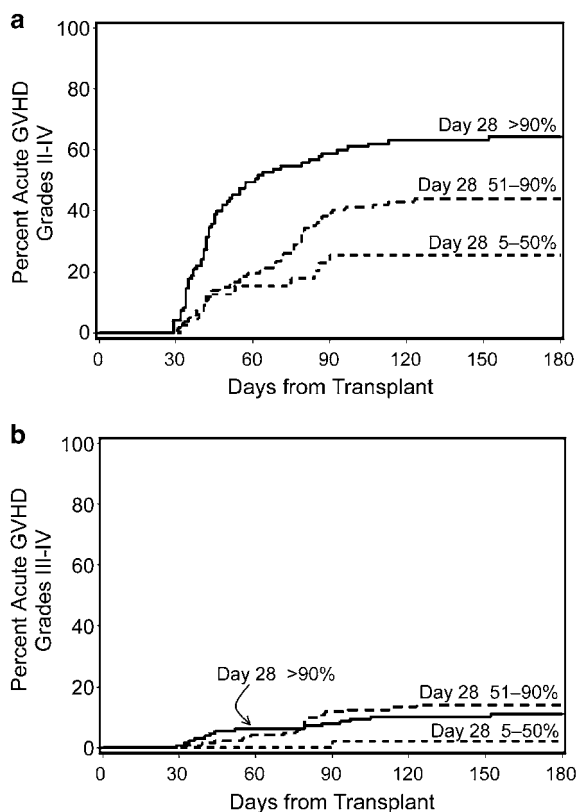 a
Percent Acute GVHD
Grades II-IV
100
80
60
40
20
0
Day 28 >90%
Day 28 51–90%
Day 28 5–50%
0 30 60 90 120 150 180
Days from Transplant
b
Percent Acute GVHD
Grades III-IV
100
80
60
40
20
0
Day 28 >90%
Day 28 51–90%
Day 28 5–50%
0 30 60 90 120 150 180
Days from Transplant